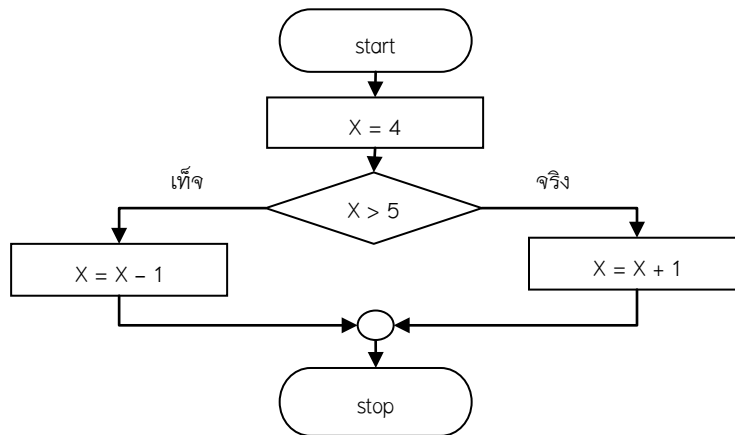 start
X = 4
เท็จ
จริง
X > 5
X = X – 1
X = X + 1
stop